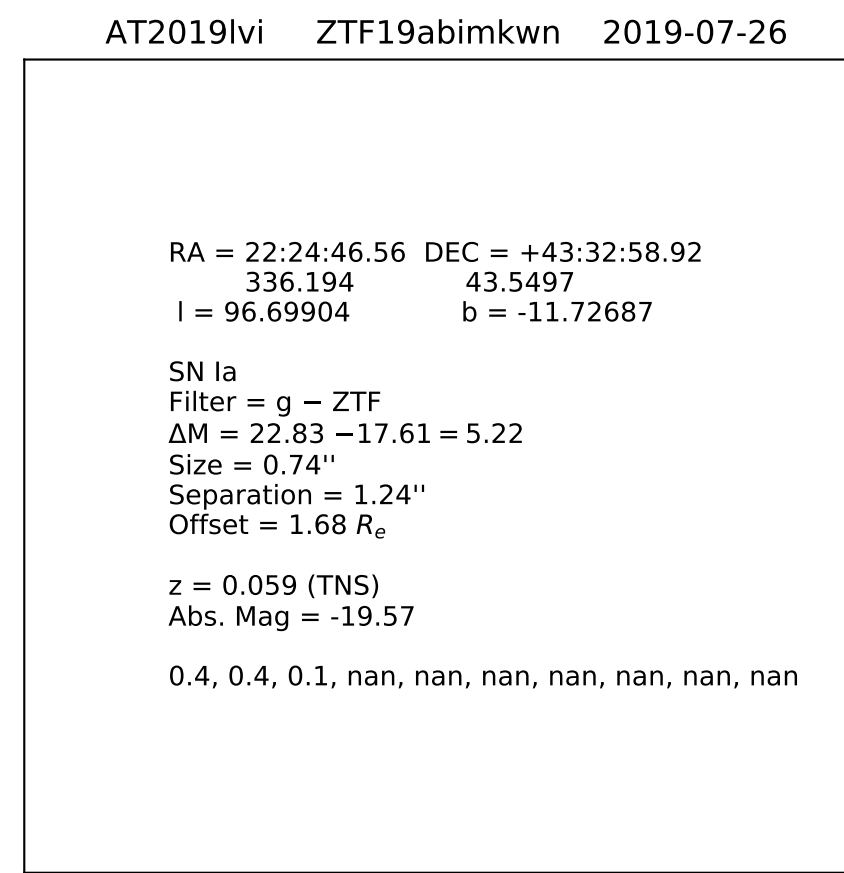 AT2019lvi ZTF19abimkwn 2019-07-26
RA = 22:24:46.56 DEC = +43:32:58.92
336.194 43.5497
l = 96.69904 b = -11.72687
SN Ia
Filter = g − ZTF
ΔM = 22.83 −17.61 = 5.22
Size = 0.74''
Separation = 1.24''
Offset = 1.68 Re
z = 0.059 (TNS)
Abs. Mag = -19.57
0.4, 0.4, 0.1, nan, nan, nan, nan, nan, nan, nan